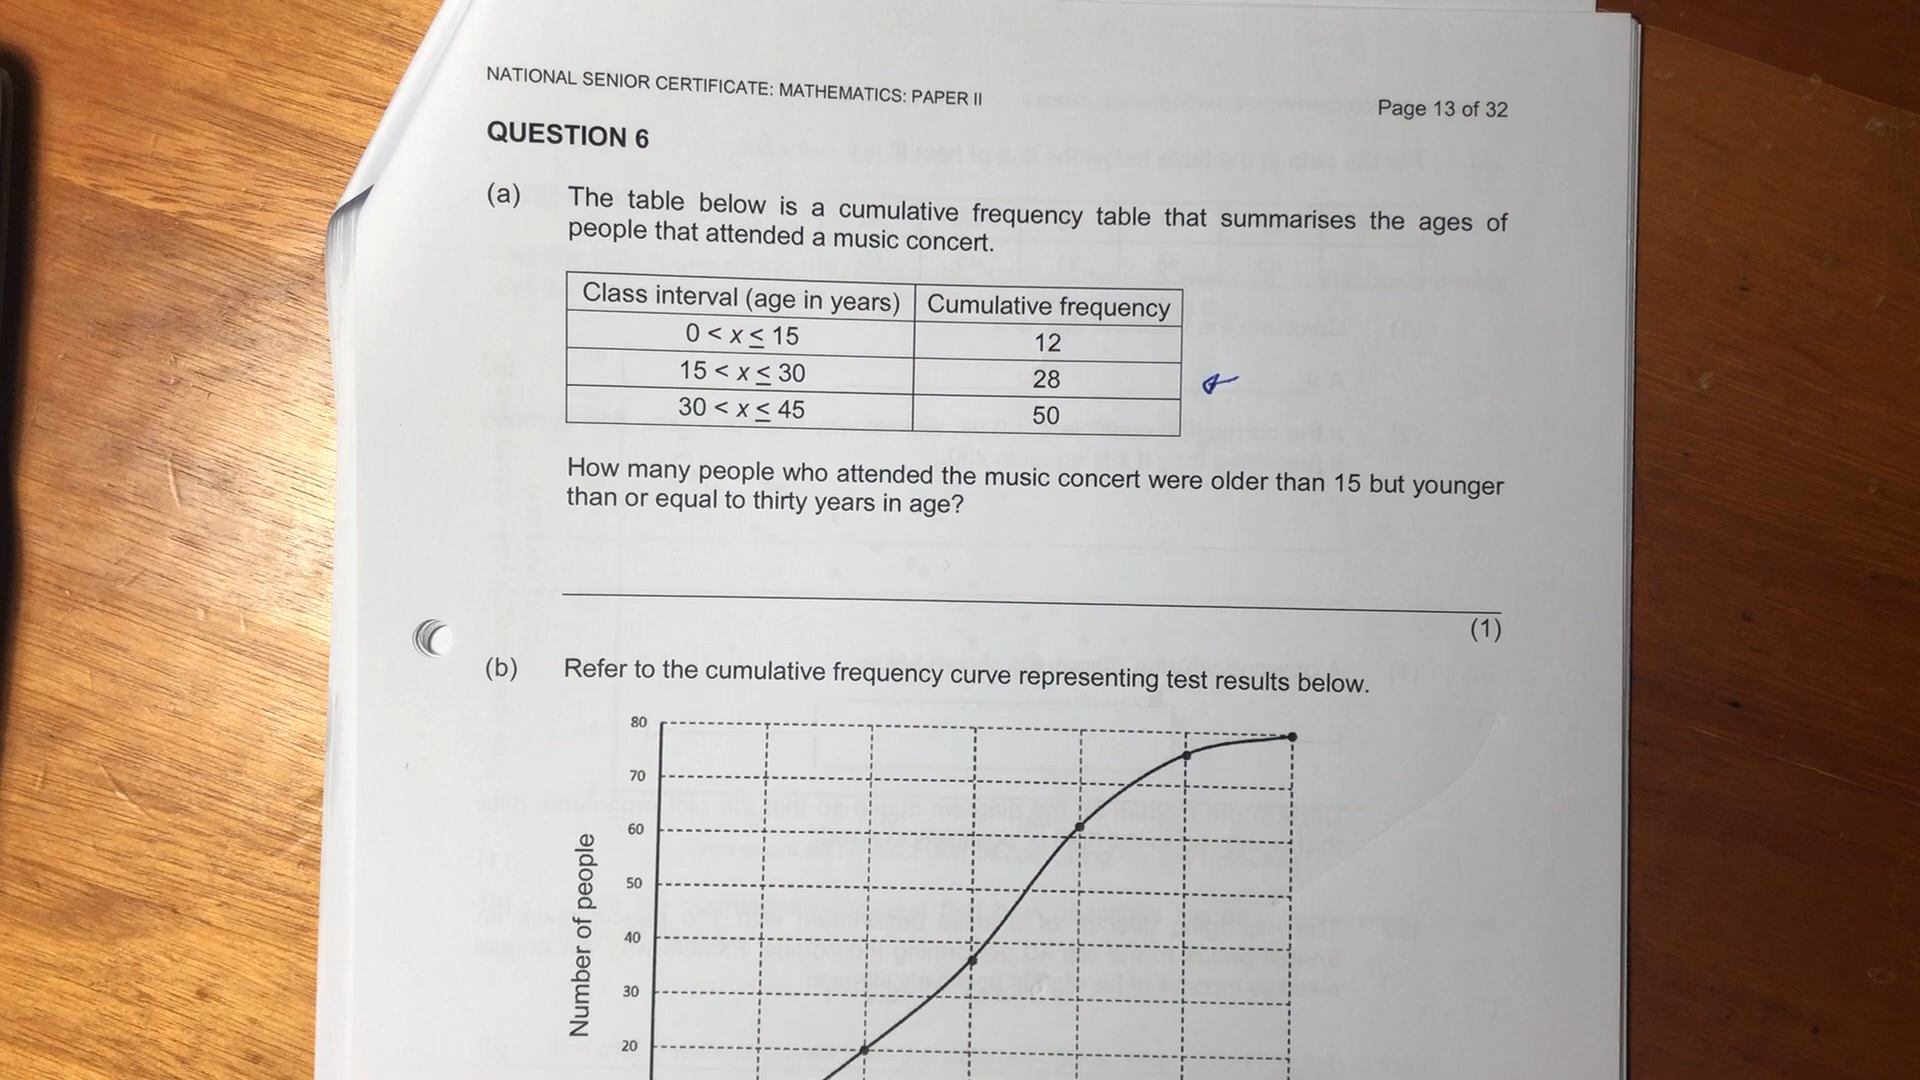 NATIONAL SENIOR CERTIFICATE: MATHEMATICS: PAPER II
Page 13 of 32
QUESTION 6
(a) The table below is a cumulative frequency table that summarises the ages of
people that attended a music concert.
Class interval (age in years) Cumulative frequency
0 < x ≤ 15 12
15 < x ≤ 30 28
30 < x ≤ 45 50
How many people who attended the music concert were older than 15 but younger
than or equal to thirty years in age?
(1)
(b) Refer to the cumulative frequency curve representing test results below.
80
70
60
50
40
30
20
Number of people